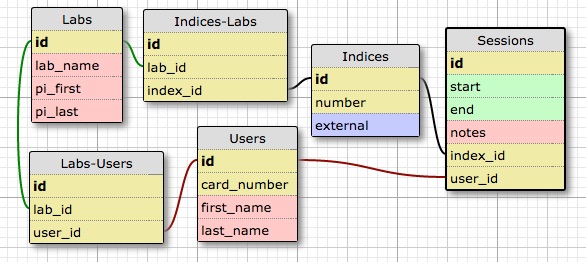 Labs
id
lab_name
pi_first
pi_last
Indices-Labs
id
lab_id
index_id
Indices
id
number
external
Sessions
id
start
end
notes
index_id
user_id
Labs-Users
id
lab_id
user_id
Users
id
card_number
first_name
last_name